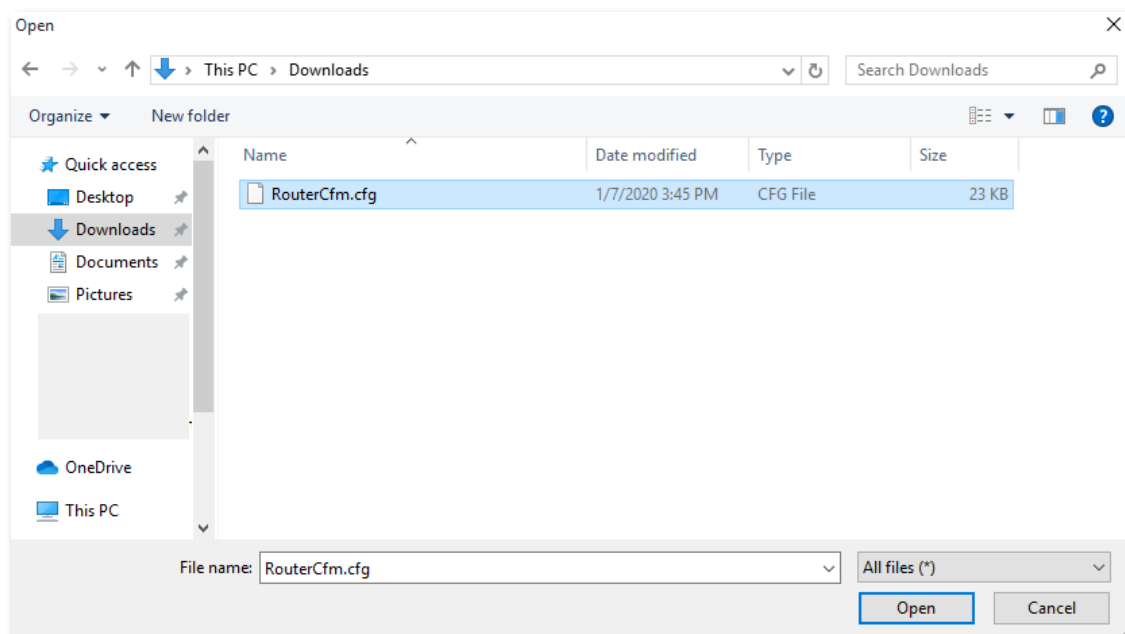 Open
This PC > Downloads
Search Downloads
Organize
New folder
?
Name
Date modified
Type
Size
Quick access
Desktop
Downloads
Documents
Pictures
OneDrive
This PC
RouterCfm.cfg
1/7/2020 3:45 PM
CFG File
23 KB
File name:
RouterCfm.cfg
All files (*)
Open
Cancel